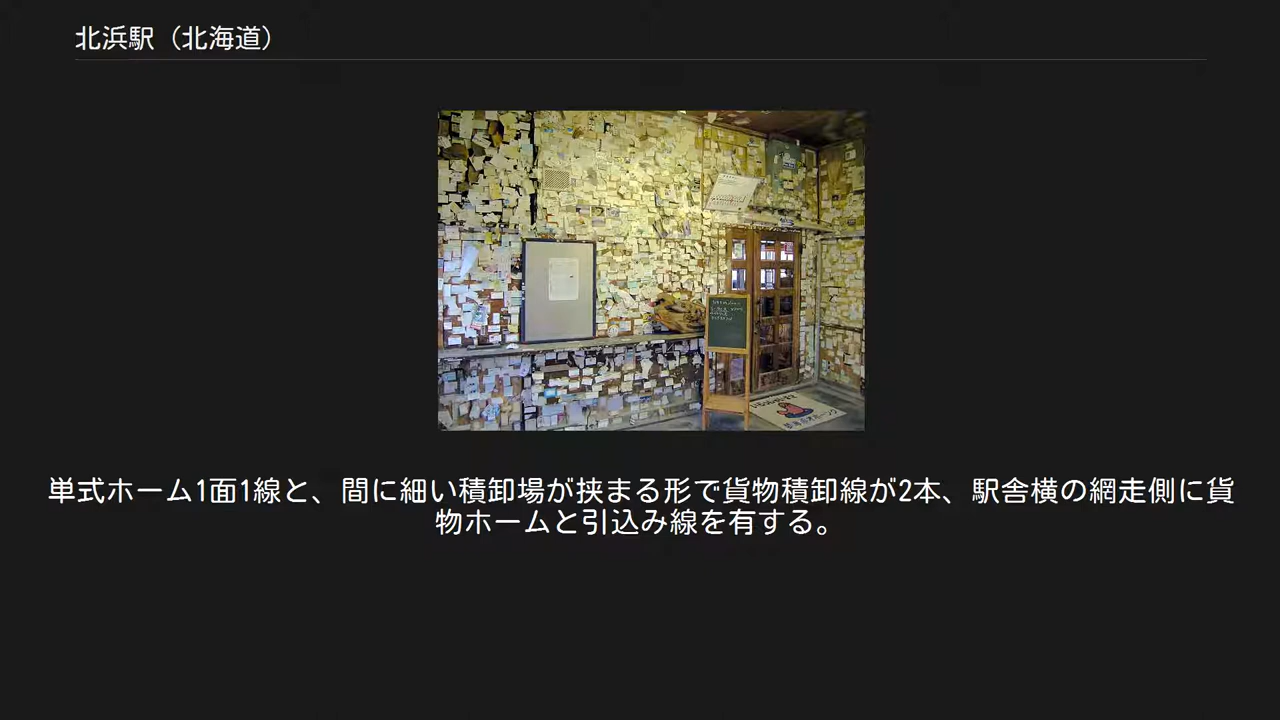 北浜駅（北海道）
単式ホーム1面1線と、間に細い積卸場が挟まる形で貨物積卸線が2本、駅舎横の網走側に貨
物ホームと引込み線を有する。